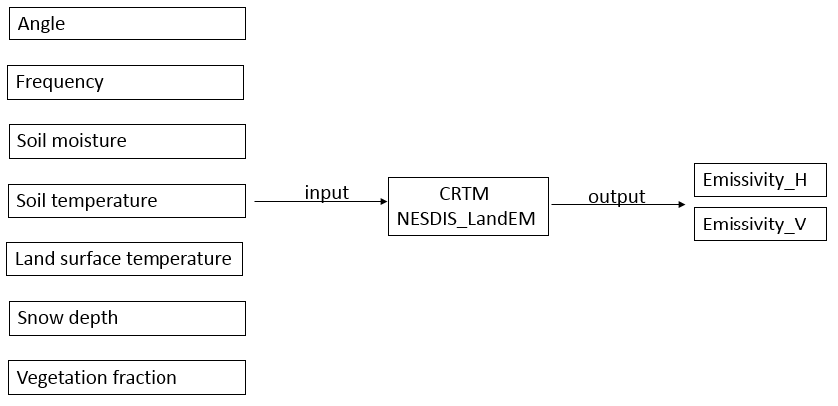 Angle
Frequency
Soil moisture
Soil temperature
Land surface temperature
Snow depth
Vegetation fraction
input
CRTM
NESDIS_LandEM
output
Emissivity_H
Emissivity_V